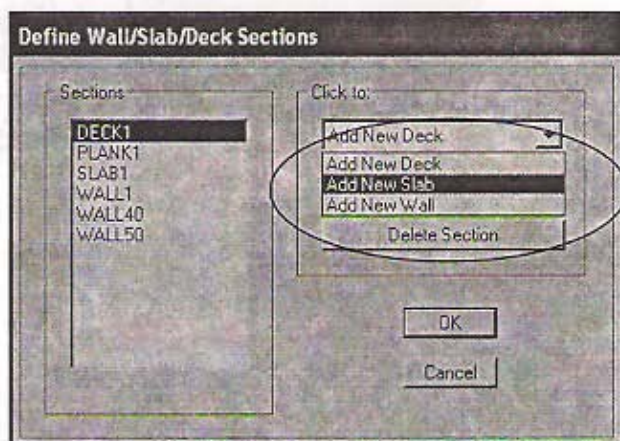 Define Wall/Slab/Deck Sections
Sections
DECK1
PLANK1
SLAB1
WALL1
WALL40
WALL50
Click to:
Add New Deck
Add New Deck
Add New Slab
Add New Wall
Delete Section
OK
Cancel